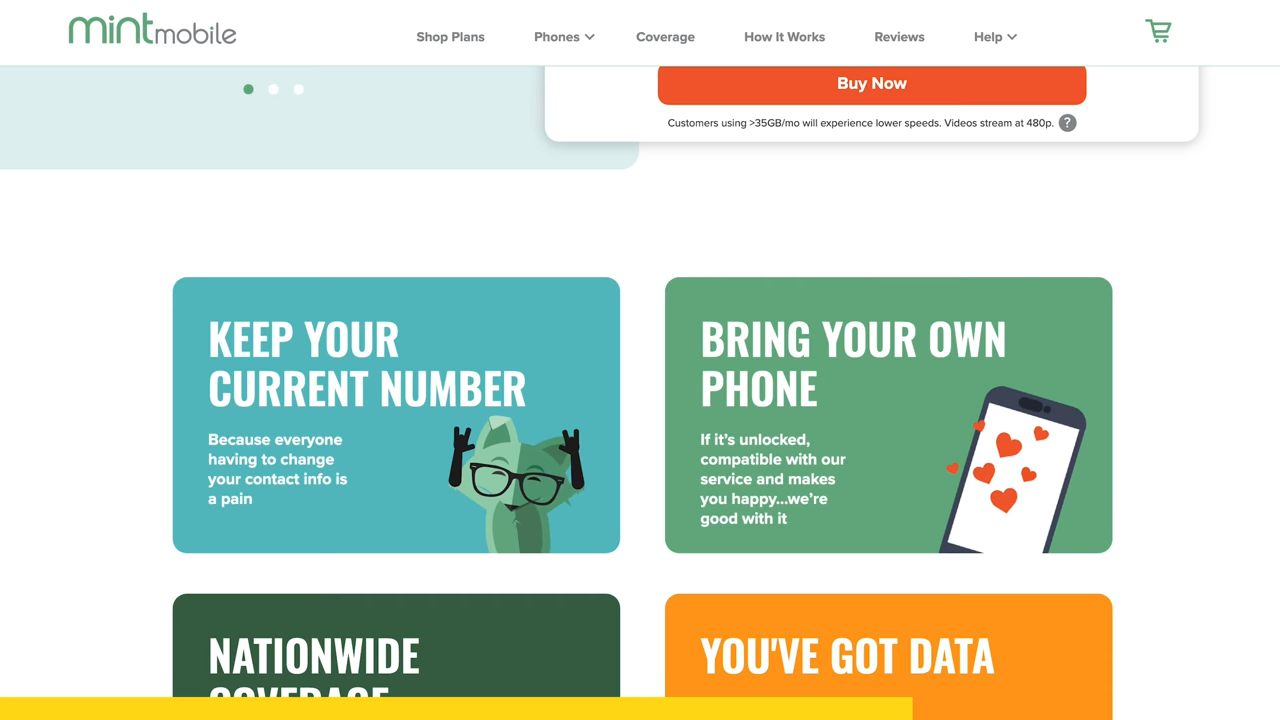 mintmobile
Shop Plans
Phones
Coverage
How It Works
Reviews
Help
Buy Now
Customers using >35GB/mo will experience lower speeds. Videos stream at 480p. ?
KEEP YOUR
CURRENT NUMBER
Because everyone
having to change
your contact info is
a pain
BRING YOUR OWN
PHONE
If it's unlocked,
compatible with our
service and makes
you happy...we're
good with it
NATIONWIDE
COVERAGE
YOU'VE GOT DATA